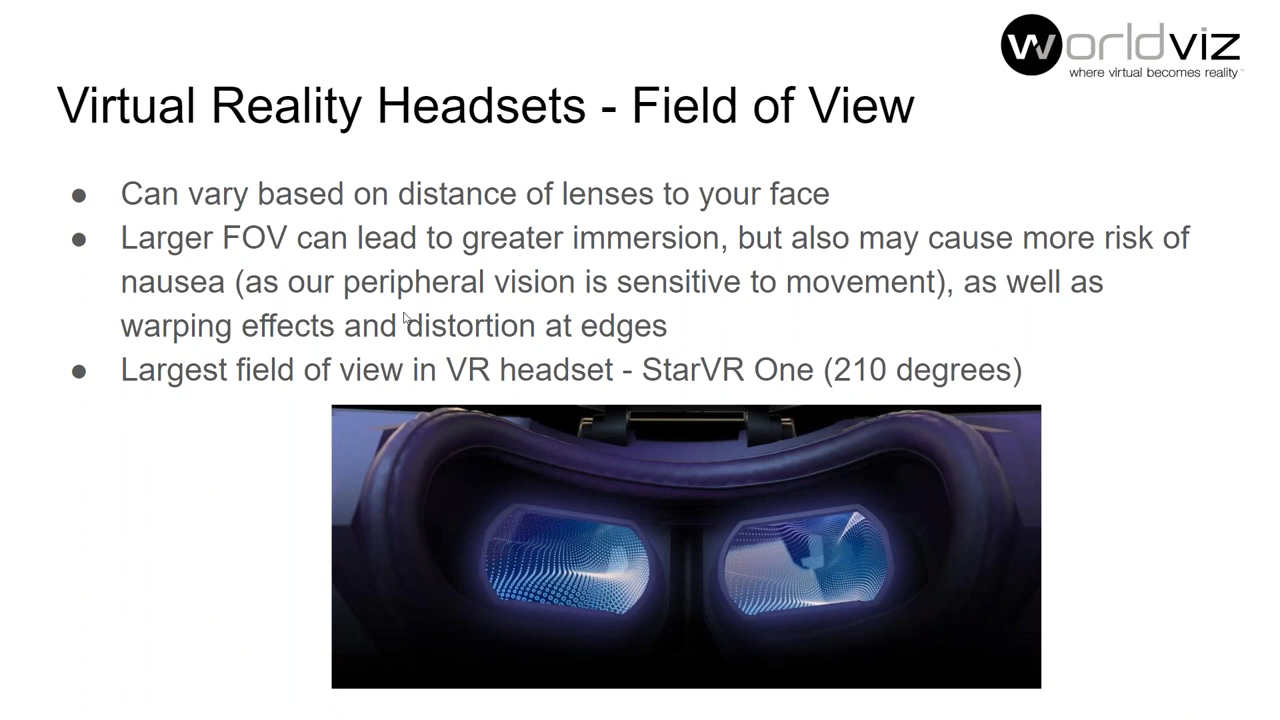 worldviz
where virtual becomes reality
Virtual Reality Headsets - Field of View
● Can vary based on distance of lenses to your face
● Larger FOV can lead to greater immersion, but also may cause more risk of
nausea (as our peripheral vision is sensitive to movement), as well as
warping effects and distortion at edges
● Largest field of view in VR headset - StarVR One (210 degrees)